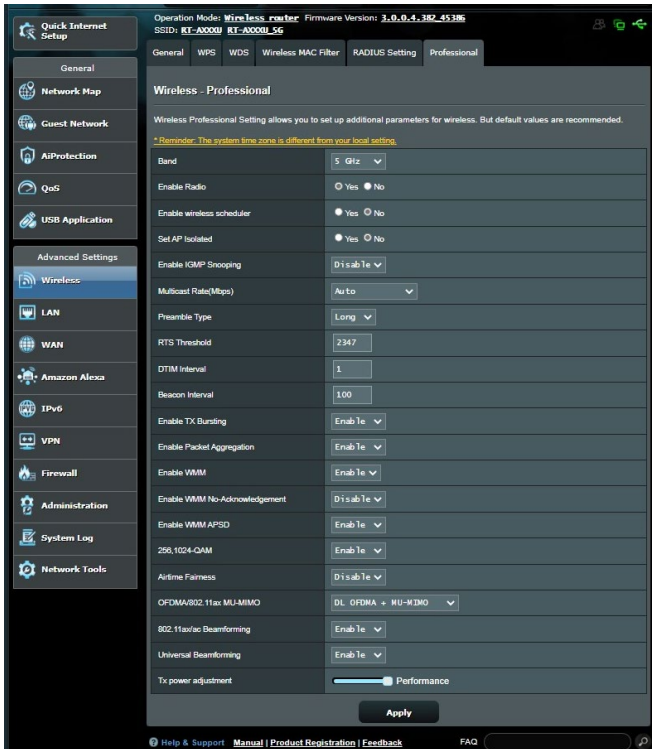 Quick Internet
Setup
General
Network Map
Guest Network
AiProtection
QoS
USB Application
Advanced Settings
Wireless
LAN
WAN
Amazon Alexa
IPv6
VPN
Firewall
Administration
System Log
Network Tools
Operation Mode: Wireless router Firmware Version: 3.0.0.4.382_45386
SSID: RT-AXXXU RT-AXXXU_5G
General WPS WDS Wireless MAC Filter RADIUS Setting Professional
Wireless - Professional
Wireless Professional Setting allows you to set up additional parameters for wireless. But default values are recommended.
* Reminder: The system time zone is different from your local setting.
Band 5 GHz
Enable Radio Yes No
Enable wireless scheduler Yes No
Set AP Isolated Yes No
Enable IGMP Snooping Disable
Multicast Rate(Mbps) Auto
Preamble Type Long
RTS Threshold 2347
DTIM Interval 1
Beacon Interval 100
Enable TX Bursting Enable
Enable Packet Aggregation Enable
Enable WMM Enable
Enable WMM No-Acknowledgement Disable
Enable WMM APSD Enable
256,1024-QAM Enable
Airtime Fairness Disable
OFDMA/802.11ax MU-MIMO DL OFDMA + MU-MIMO
802.11ax/ac Beamforming Enable
Universal Beamforming Enable
Tx power adjustment Performance
Apply
Help & Support Manual | Product Registration | Feedback FAQ